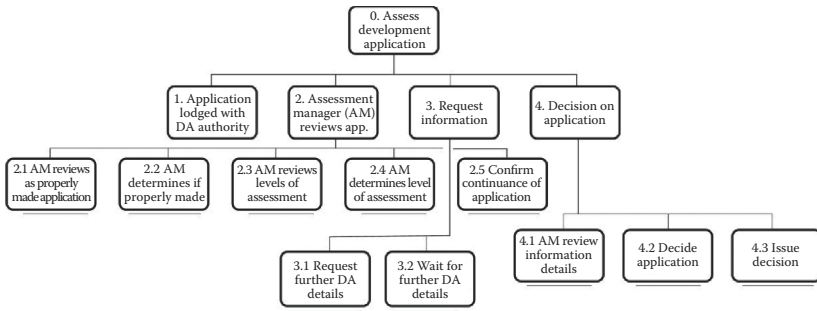 0. Assess
development
application
1. Application
lodged with
DA authority
2. Assessment
manager (AM)
reviews app.
3. Request
information
4. Decision on
application
2.1 AM reviews
as properly
made application
2.2 AM
determines if
properly made
2.3 AM reviews
levels of
assessment
2.4 AM
determines level
of assessment
2.5 Confirm
continuance of
application
3.1 Request
further DA
details
3.2 Wait for
further DA
details
4.1 AM review
information
details
4.2 Decide
application
4.3 Issue
decision